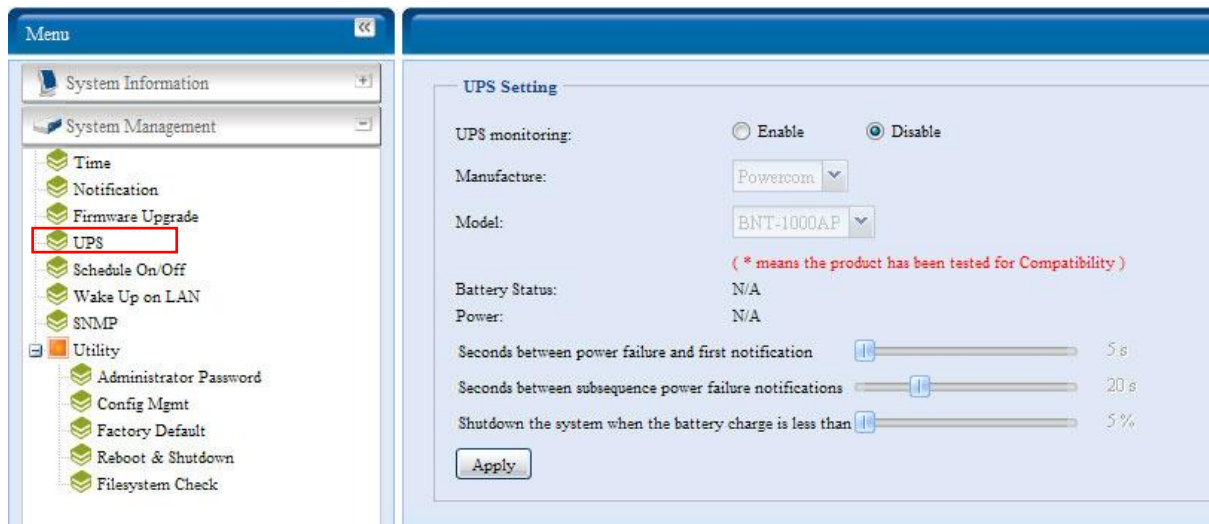 Menu
System Information
System Management
Time
Notification
Firmware Upgrade
UPS
Schedule On/Off
Wake Up on LAN
SNMP
Utility
Administrator Password
Config Mgmt
Factory Default
Reboot & Shutdown
Filesystem Check
UPS Setting
UPS monitoring: Enable Disable
Manufacture: Powercom
Model: BNT-1000AP
( * means the product has been tested for Compatibility )
Battery Status: N/A
Power: N/A
Seconds between power failure and first notification 5 s
Seconds between subsequence power failure notifications 20 s
Shutdown the system when the battery charge is less than 5 %
Apply